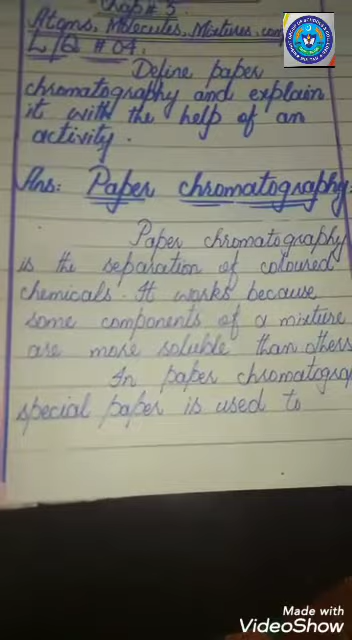 Chap# 3
Atoms, Molecules, Mixtures,
L/Q # 04.
Define paper
chromatography and explain
it with the help of an
activity.
Ans: Paper chromatography:
Paper chromatography
is the separation of coloured
chemicals. It works because
some components of a mixture
are more soluble than others
In paper chromatogra
special paper is used to
Made with
VideoShow